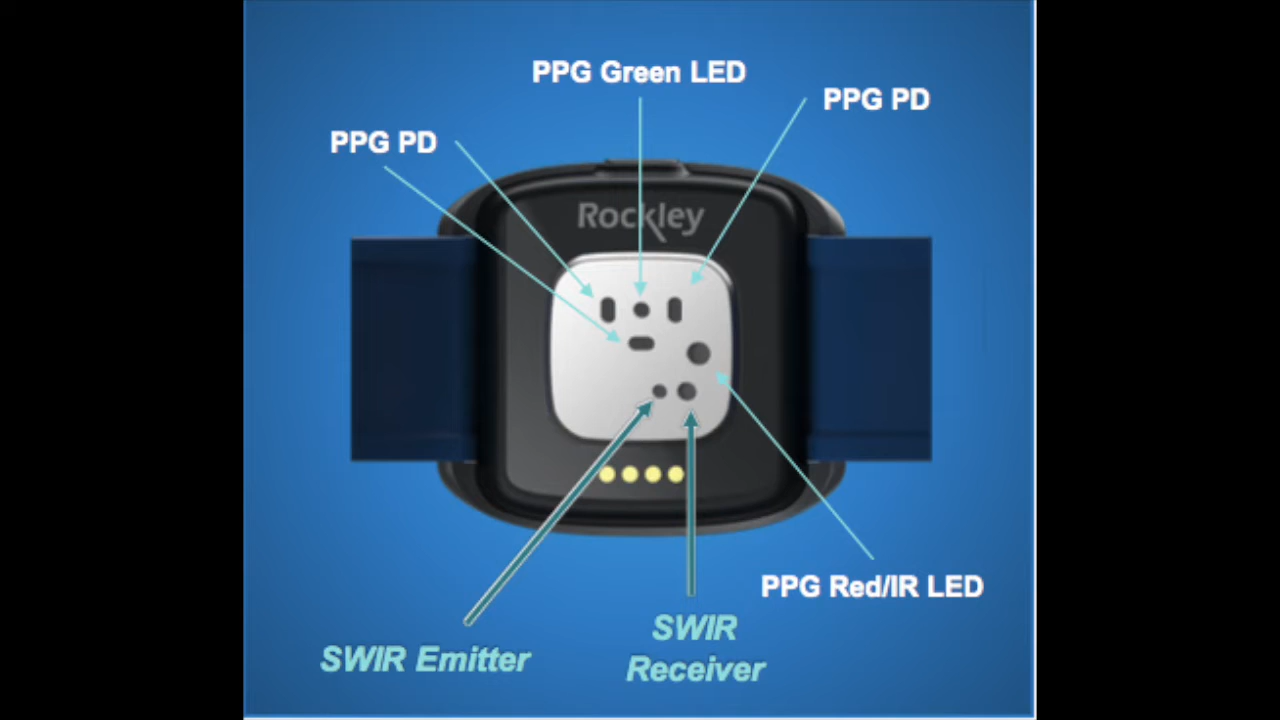 PPG Green LED
PPG PD
PPG PD
Rockley
PPG Red/IR LED
SWIR
Receiver
SWIR Emitter